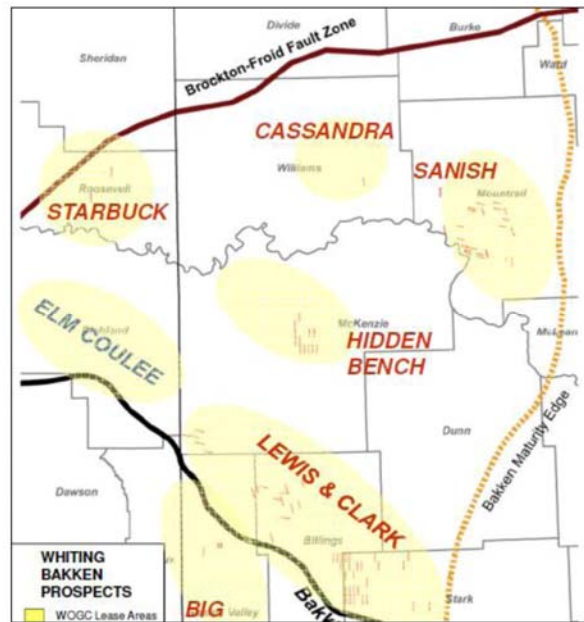 Divide
Burke
Sheridan
Ward
Brockton-Froid Fault Zone
CASSANDRA
Williams
SANISH
Mountrail
Roosevelt
STARBUCK
ELM COULEE
Richland
McKenzie
HIDDEN
BENCH
McLean
Dunn
Bakken Maturity Edge
Dawson
LEWIS & CLARK
Billings
WHITING
BAKKEN
PROSPECTS
WOGC Lease Areas
BIG
Valley
Bakk
Stark